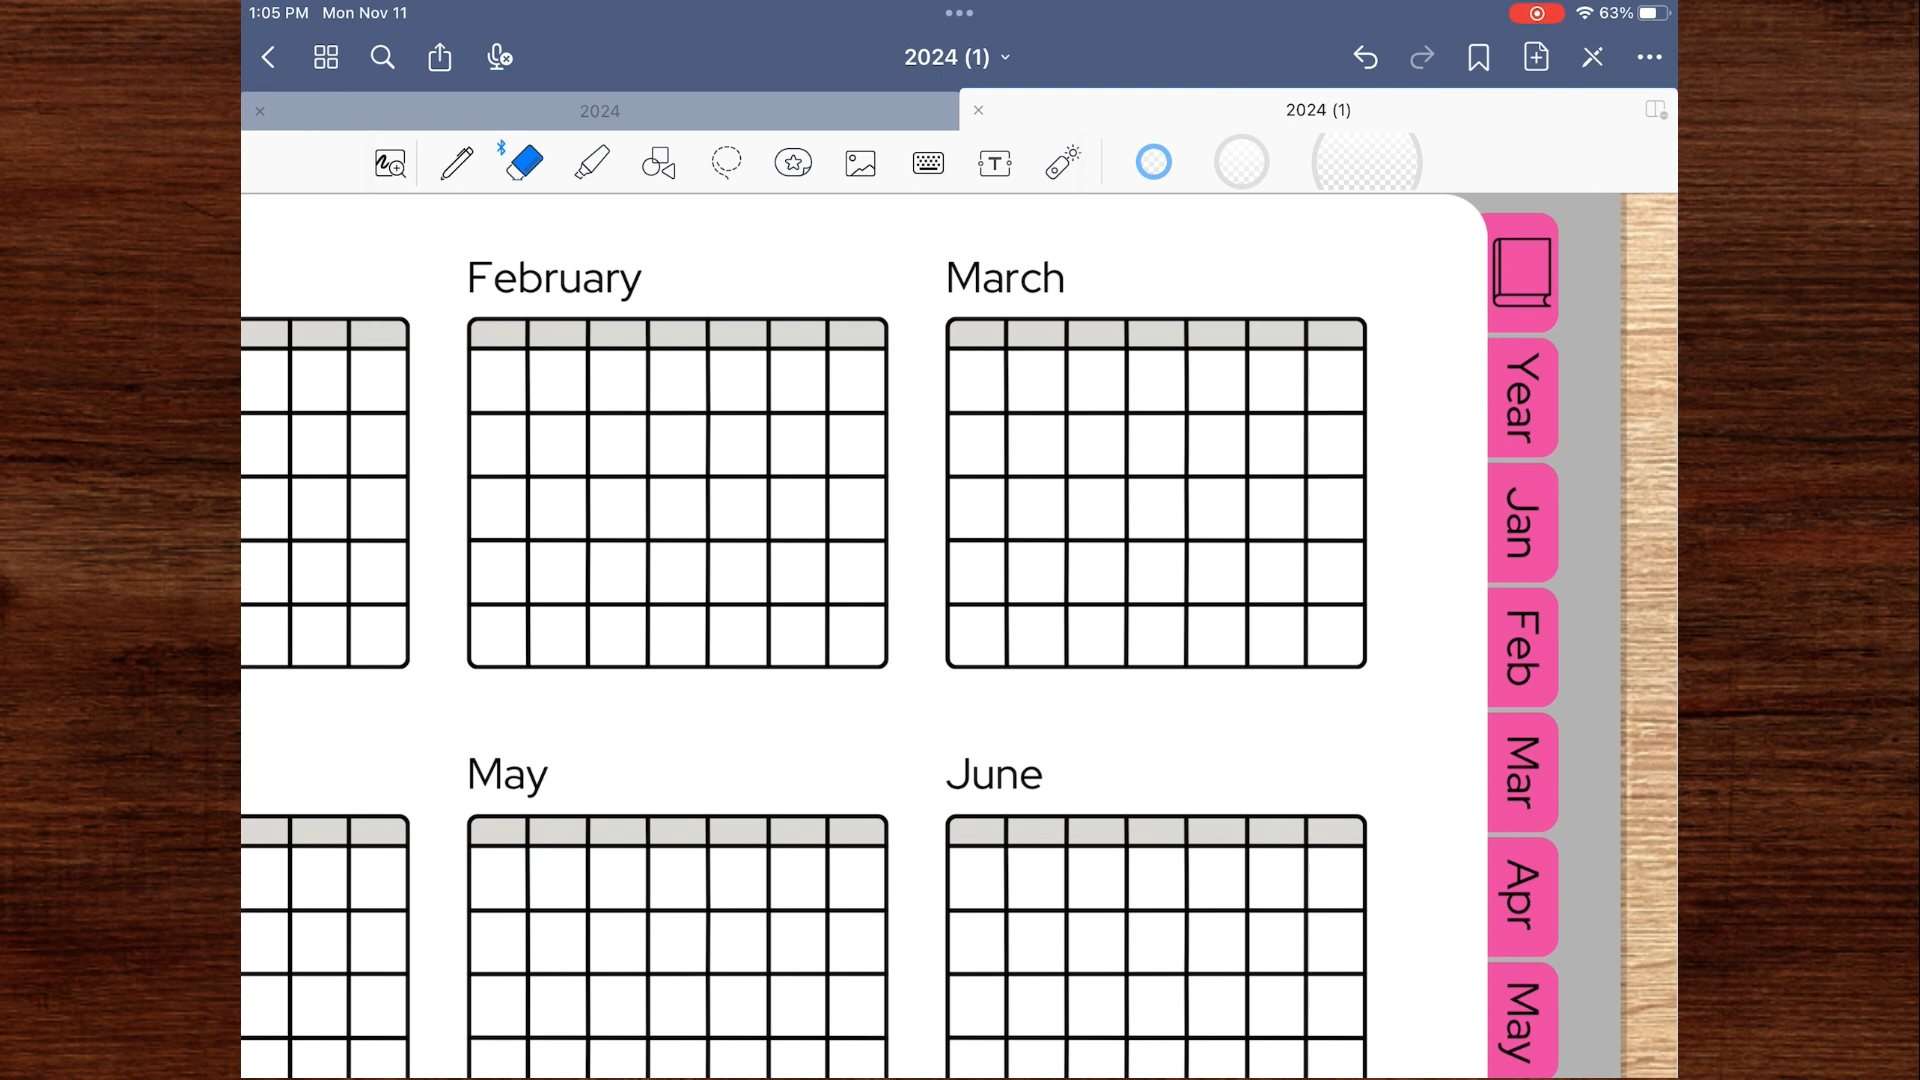 1:05 PM Mon Nov 11
63%
2024 (1)
2024
2024 (1)
T
February
March
Year
Jan
Feb
May
June
Mar
Apr
May